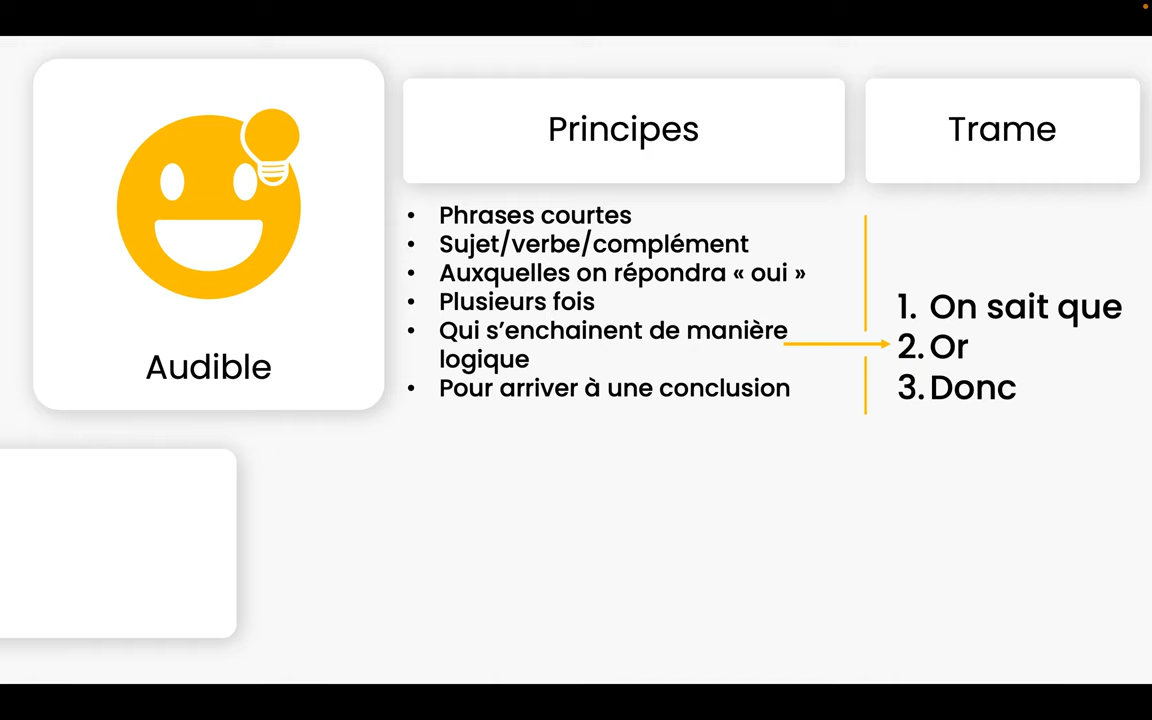 Audible
Principes
• Phrases courtes
• Sujet/verbe/complément
• Auxquelles on répondra « oui »
• Plusieurs fois
• Qui s’enchainent de manière
logique
• Pour arriver à une conclusion
Trame
1. On sait que
2. Or
3. Donc